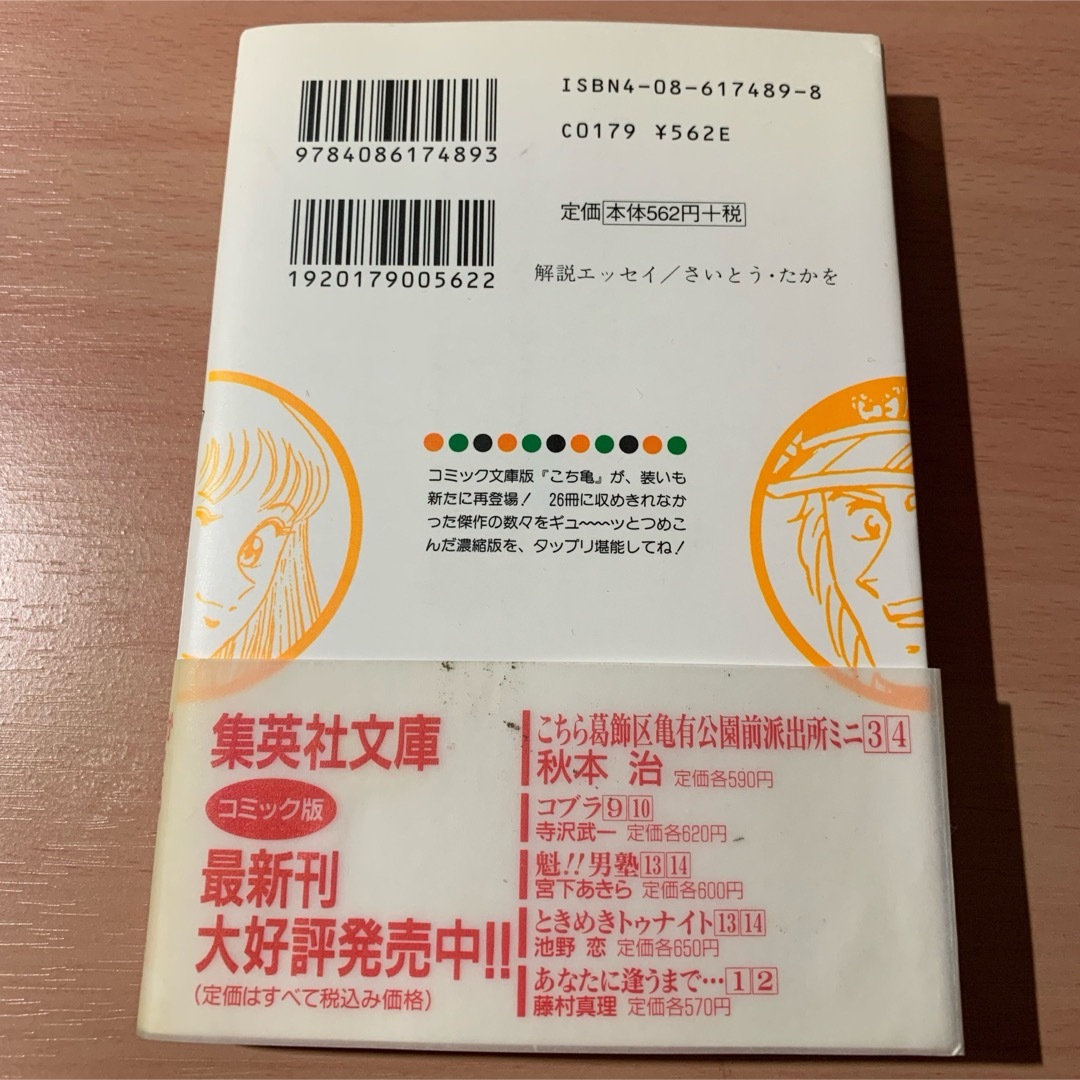 9784086174893
ISBN4-08-617489-8
C0179 ¥562E
1920179005622
定価本体562円+税
解説エッセイ／さいとう・たかを
コミック文庫版『こち亀』が、装いも
新たに再登場！ 26冊に収めきれなか
った傑作の数々をギュ〜〜〜ッとつめこ
んだ濃縮版を、タップリ堪能してね！
集英社文庫
コミック版
最新刊
大好評発売中!!
(定価はすべて税込み価格)
こちら葛飾区亀有公園前派出所ミニ34
秋本 治 定価各590円
コブラ910
寺沢武一 定価各620円
魁!!男塾1314
宮下あきら 定価各600円
ときめきトゥナイト1314
池野 恋 定価各650円
あなたに逢うまで…12
藤村真理 定価各570円